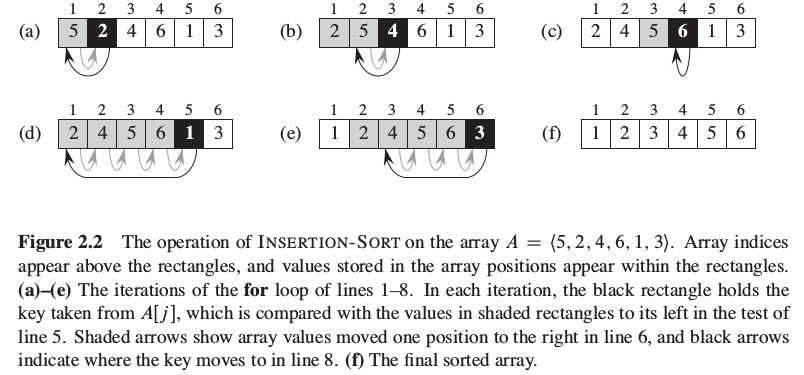 1 2 3 4 5 6
(a) 5 2 4 6 1 3
1 2 3 4 5 6
(b) 2 5 4 6 1 3
1 2 3 4 5 6
(c) 2 4 5 6 1 3
1 2 3 4 5 6
(d) 2 4 5 6 1 3
1 2 3 4 5 6
(e) 1 2 4 5 6 3
1 2 3 4 5 6
(f) 1 2 3 4 5 6
Figure 2.2 The operation of INSERTION-SORT on the array A = ⟨5, 2, 4, 6, 1, 3⟩. Array indices
appear above the rectangles, and values stored in the array positions appear within the rectangles.
(a)–(e) The iterations of the for loop of lines 1–8. In each iteration, the black rectangle holds the
key taken from A[j], which is compared with the values in shaded rectangles to its left in the test of
line 5. Shaded arrows show array values moved one position to the right in line 6, and black arrows
indicate where the key moves to in line 8. (f) The final sorted array.